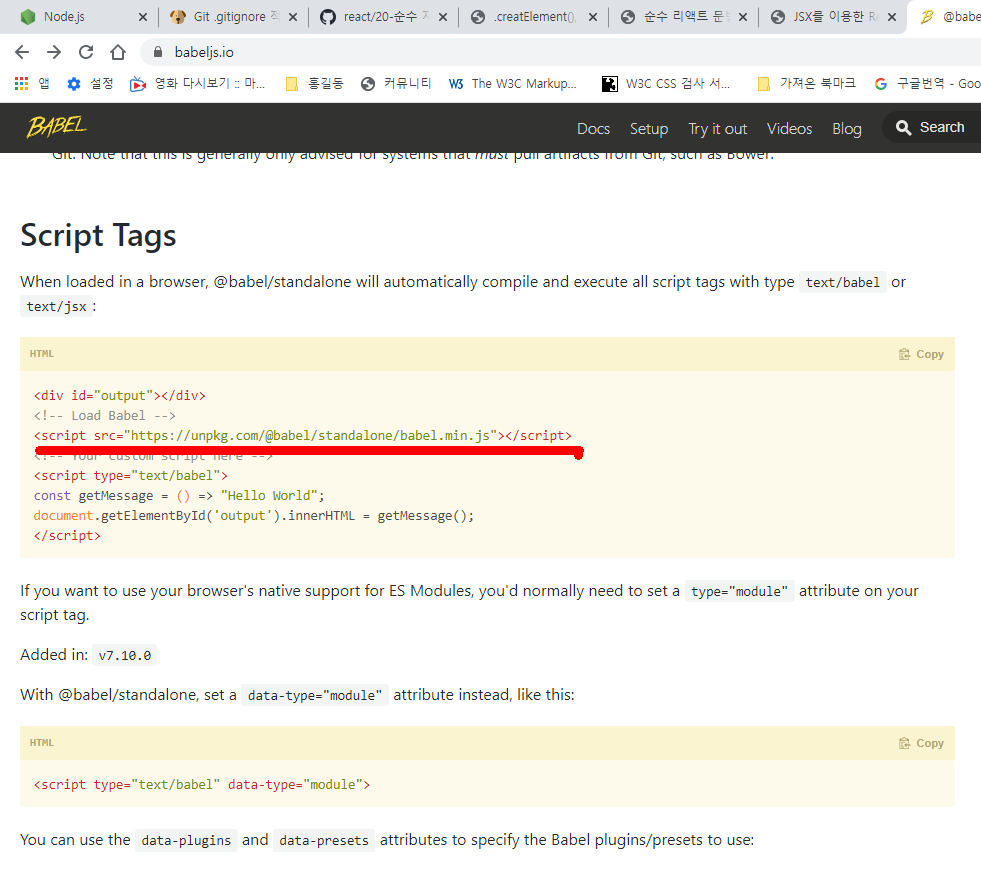 Node.js
Git .gitignore
react/20-순수
.creatElement(),
순수 리액트
JSX를 이용한
@babe
babeljs.io
앱
설정
영화 다시보기 :: 마...
홍길동
커뮤니티
W3 The W3C Markup...
W3C CSS 검사 서...
가져온 북마크
구글번역 - Goo
BABEL
Docs
Setup
Try it out
Videos
Blog
Search
Git. Note that this is generally only advised for systems that must pull artifacts from Git, such as Bower.
Script Tags
When loaded in a browser, @babel/standalone will automatically compile and execute all script tags with type text/babel or
text/jsx :
HTML
Copy
<div id="output"></div>
<!-- Load Babel -->
<script src="https://unpkg.com/@babel/standalone/babel.min.js"></script>
<!-- Your custom script here -->
<script type="text/babel">
const getMessage = () => "Hello World";
document.getElementById('output').innerHTML = getMessage();
</script>
If you want to use your browser's native support for ES Modules, you'd normally need to set a type="module" attribute on your
script tag.
Added in: v7.10.0
With @babel/standalone, set a data-type="module" attribute instead, like this:
HTML
Copy
<script type="text/babel" data-type="module">
You can use the data-plugins and data-presets attributes to specify the Babel plugins/presets to use: